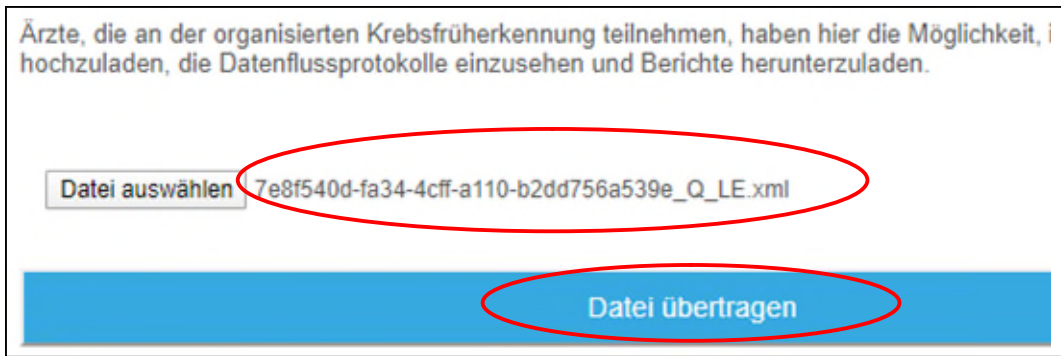 Ärzte, die an der organisierten Krebsfrüherkennung teilnehmen, haben hier die Möglichkeit,
hochzuladen, die Datenflussprotokolle einzusehen und Berichte herunterzuladen.
Datei auswählen 7e8f540d-fa34-4cff-a110-b2dd756a539e_Q_LE.xml
Datei übertragen